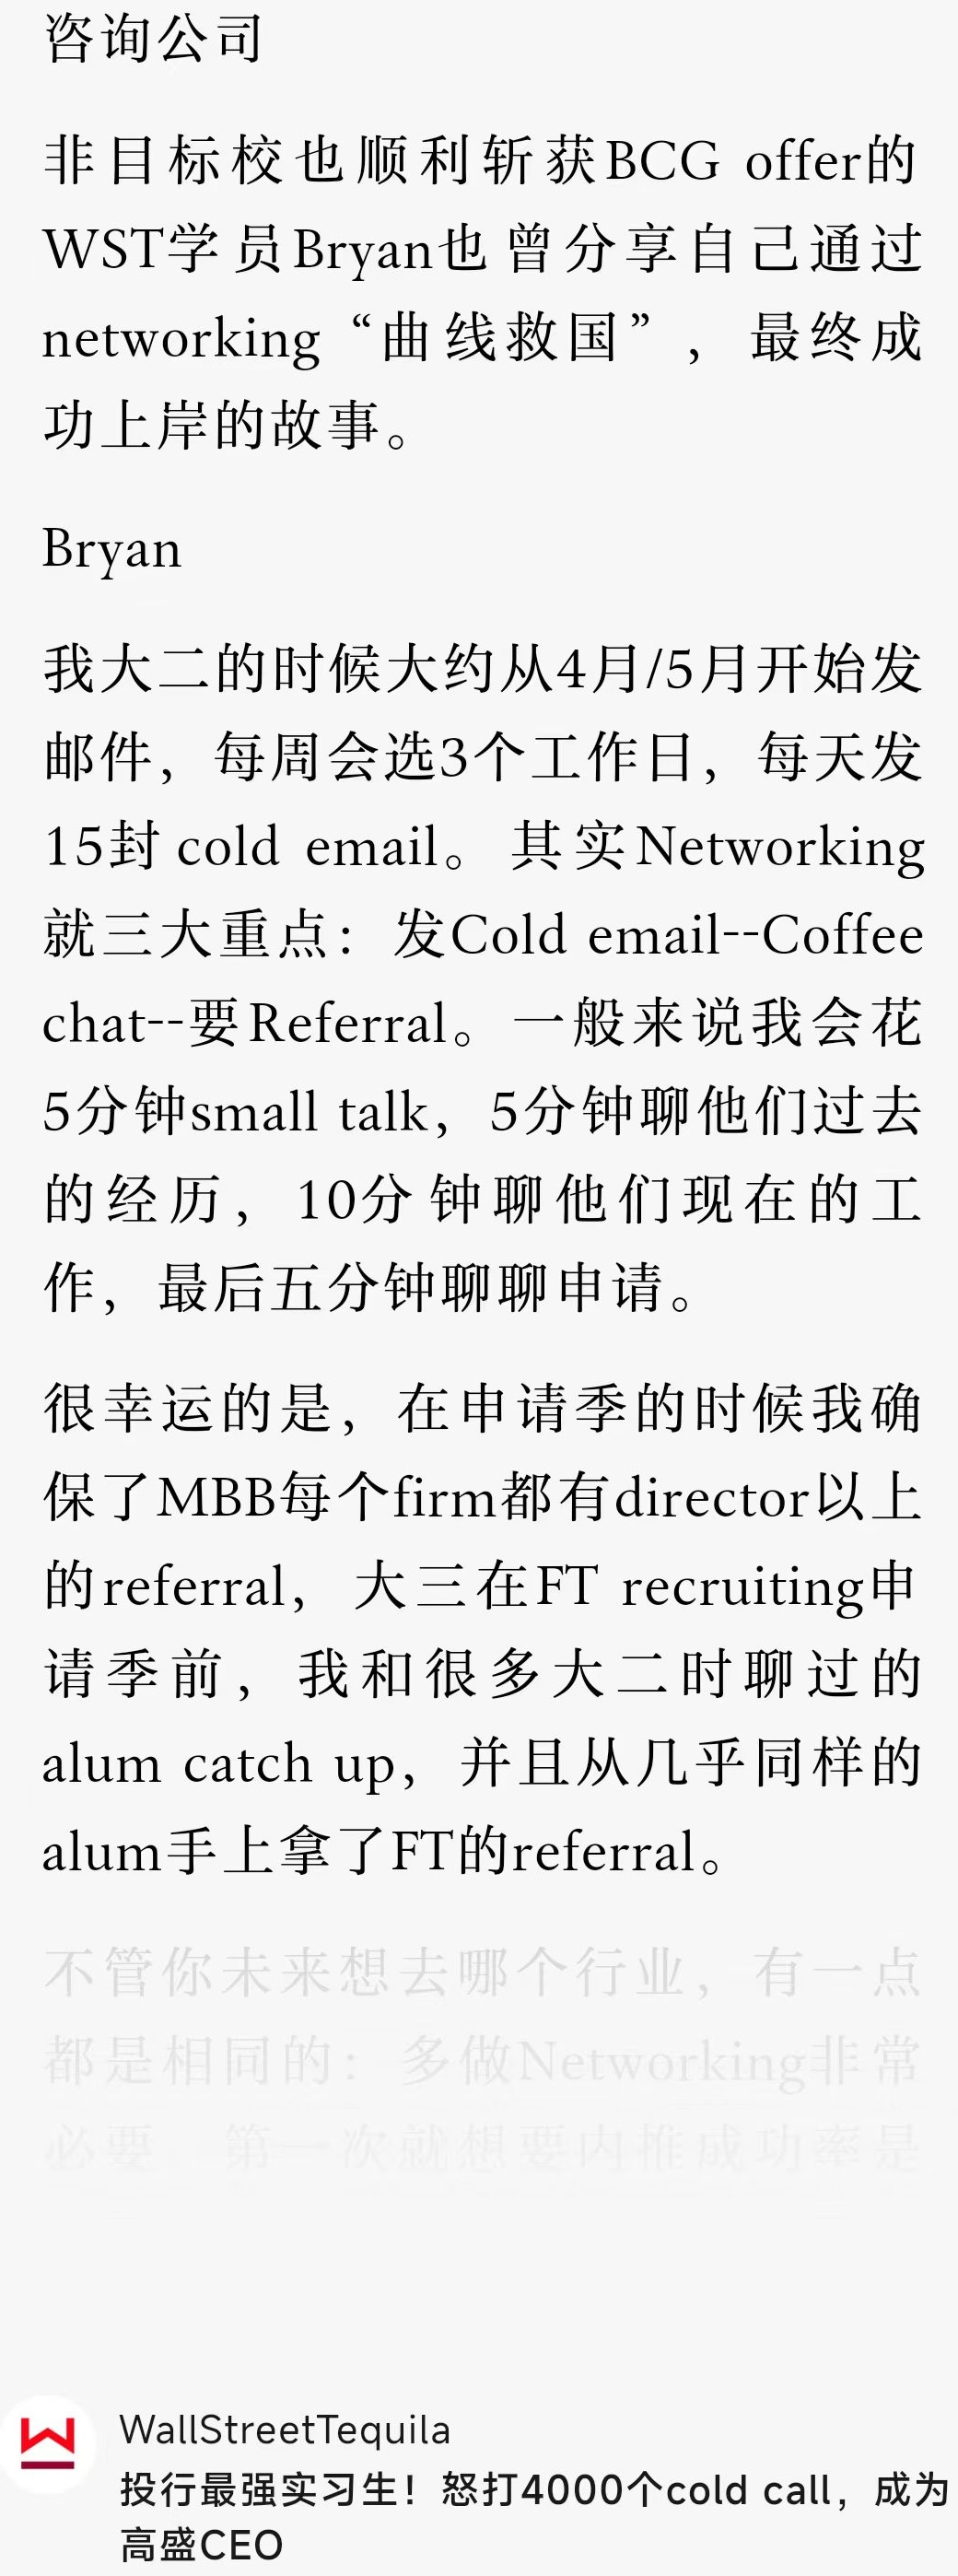 咨询公司
非目标校也顺利斩获BCG offer的
WST学员Bryan也曾分享自己通过
networking“曲线救国”，最终成
功上岸的故事。
Bryan
我大二的时候大约从4月/5月开始发
邮件，每周会选3个工作日，每天发
15封 cold email。其实Networking
就三大重点：发Cold email--Coffee
chat--要Referral。一般来说我会花
5分钟small talk，5分钟聊他们过去
的经历，10分钟聊他们现在的工
作，最后五分钟聊聊申请。
很幸运的是，在申请季的时候我确
保了MBB每个firm都有director以上
的referral，大三在FT recruiting申
请季前，我和很多大二时聊过的
alum catch up，并且从几乎同样的
alum手上拿了FT的referral。
不管你未来想去哪个行业，有一点
都是相同的：多做Networking非常
必要，第一次就想要内推成功率是
WallStreetTequila
投行最强实习生！怒打4000个cold call，成为
高盛CEO